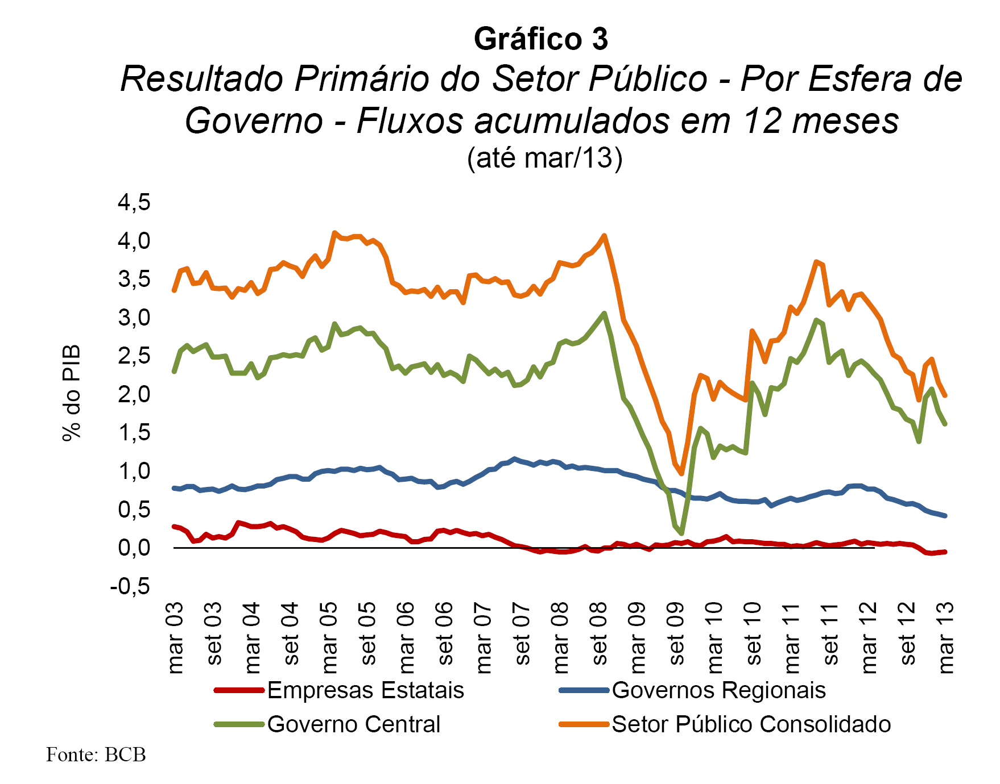 Gráfico 3
Resultado Primário do Setor Público - Por Esfera de
Governo - Fluxos acumulados em 12 meses
(até mar/13)
4,5
4,0
3,5
3,0
2,5
2,0
1,5
1,0
0,5
0,0
-0,5
% do PIB
mar 03
set 03
mar 04
set 04
mar 05
set 05
mar 06
set 06
mar 07
set 07
mar 08
set 08
mar 09
set 09
mar 10
set 10
mar 11
set 11
mar 12
set 12
mar 13
Empresas Estatais
Governos Regionais
Governo Central
Setor Público Consolidado
Fonte: BCB